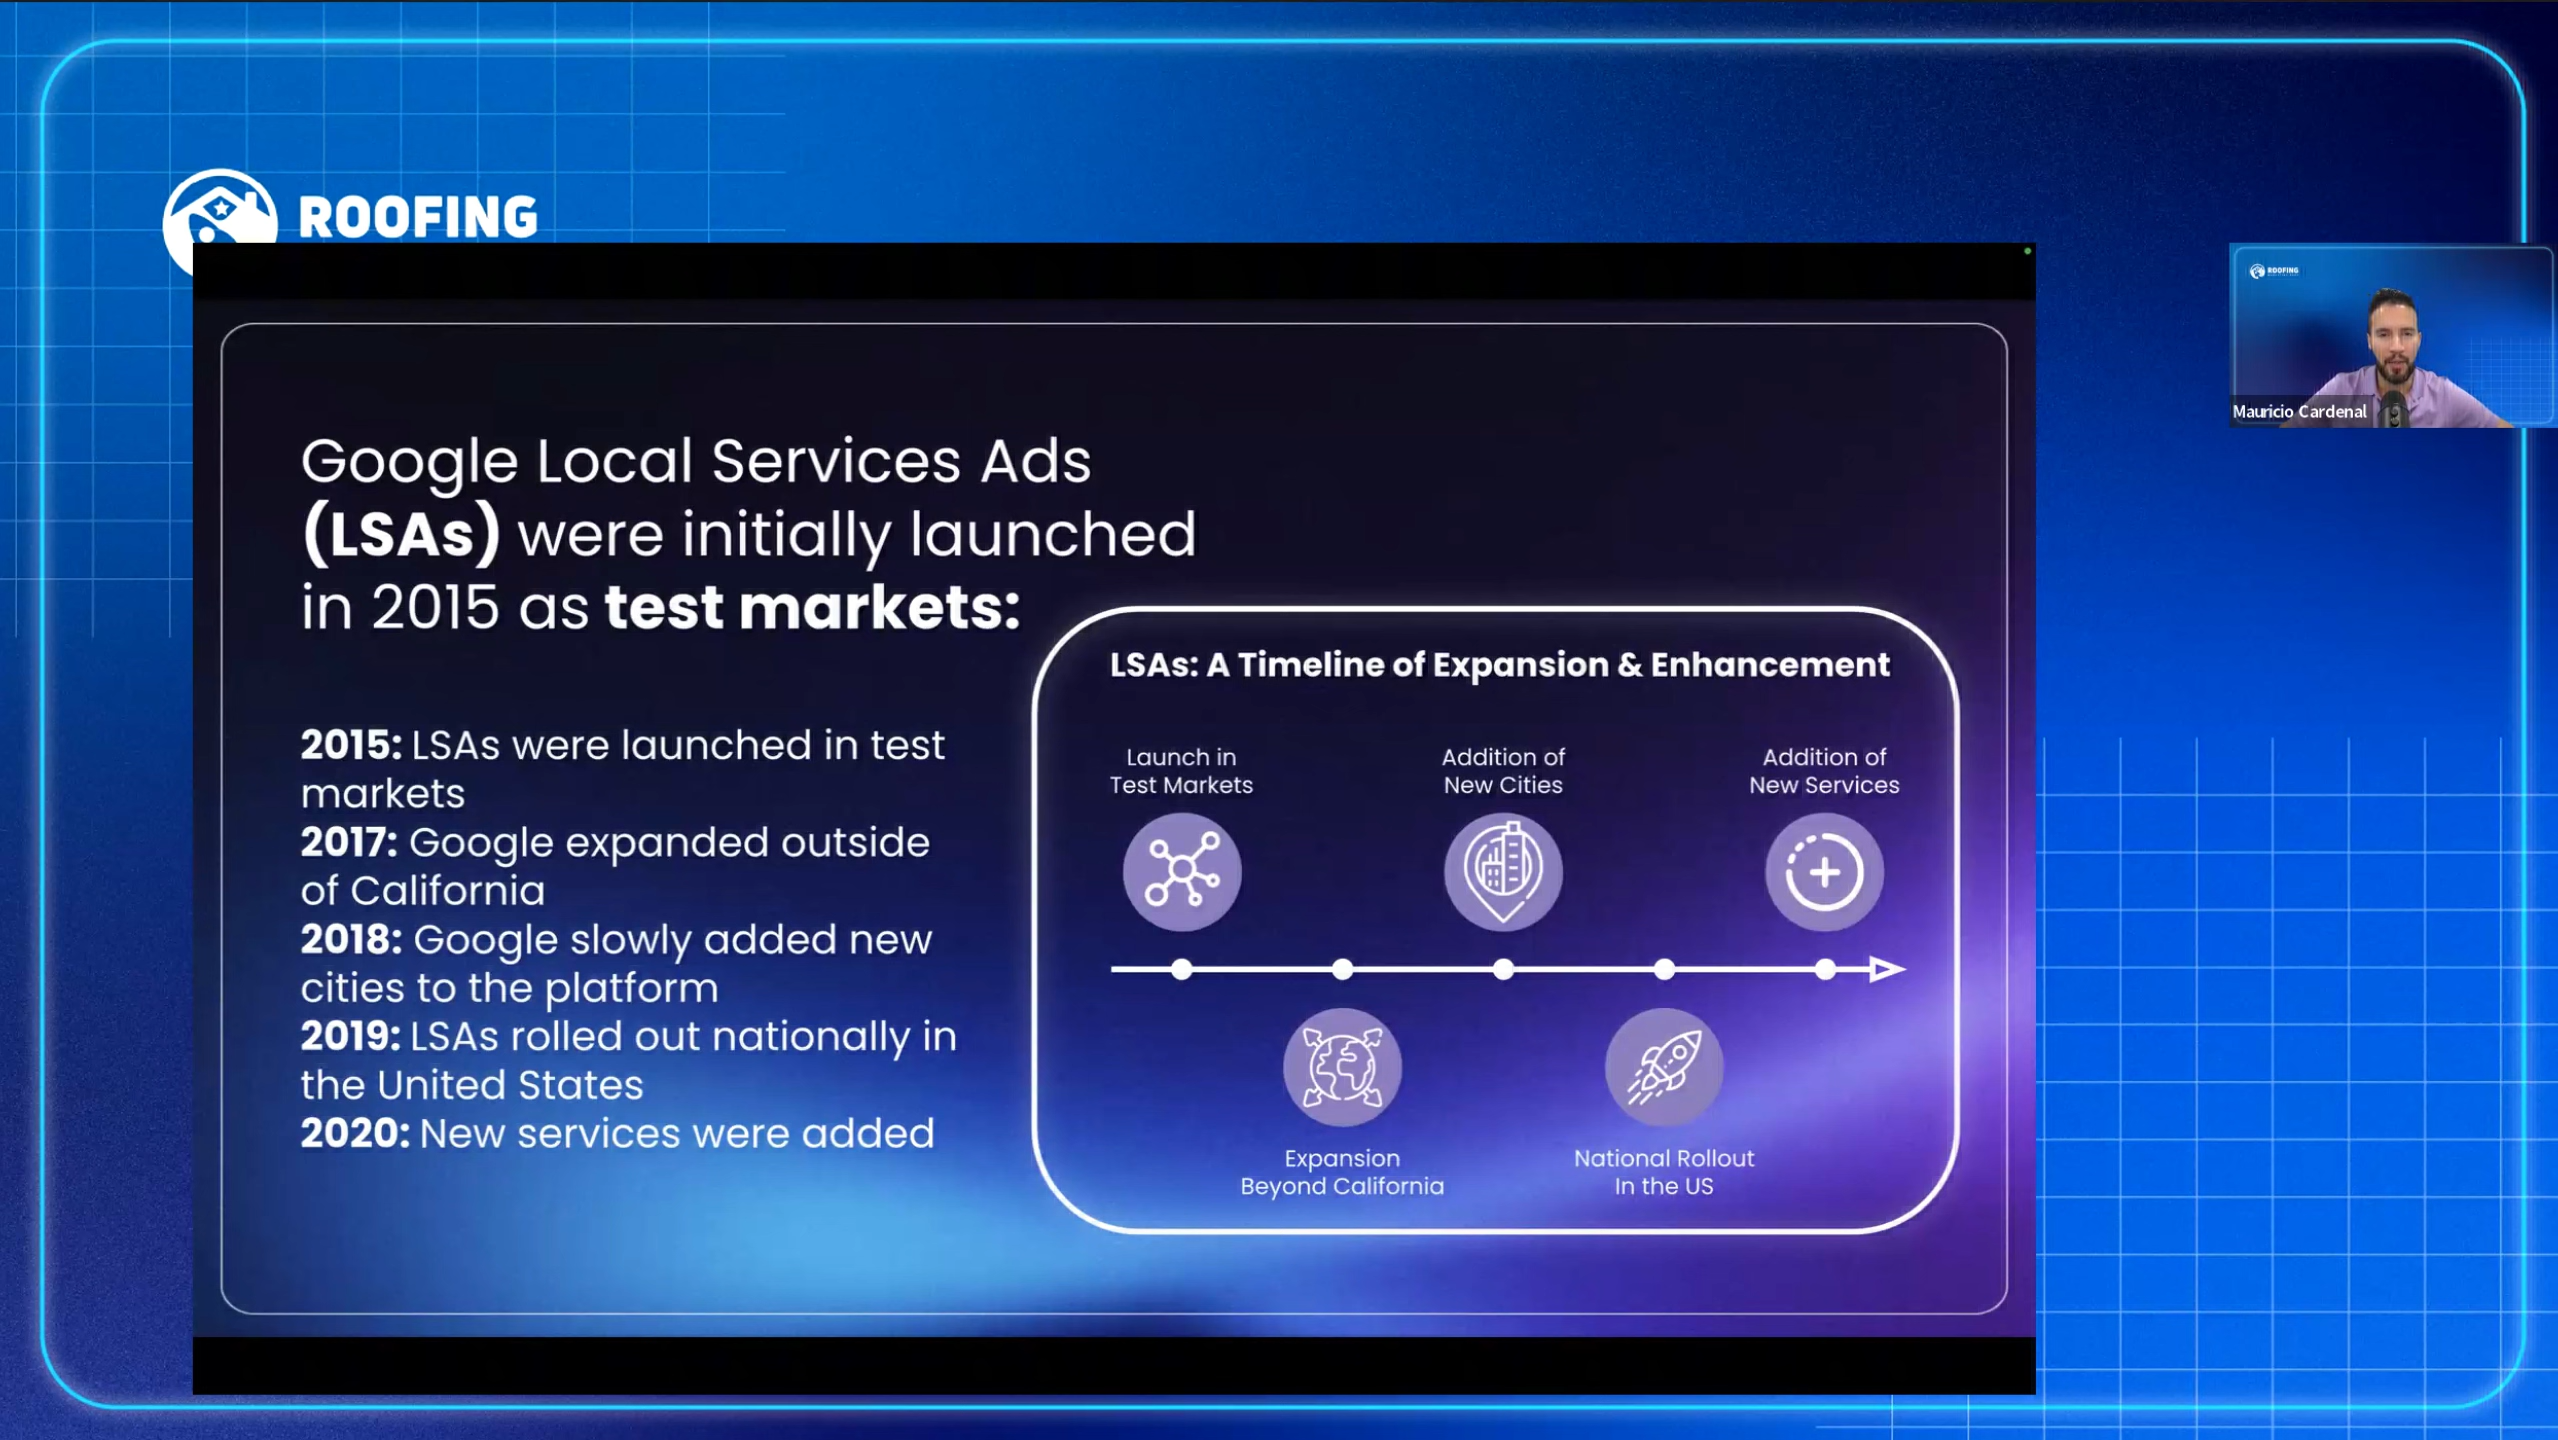 ROOFING
Google Local Services Ads
(LSAs) were initially launched
in 2015 as test markets:
2015: LSAs were launched in test
markets
2017: Google expanded outside
of California
2018: Google slowly added new
cities to the platform
2019: LSAs rolled out nationally in
the United States
2020: New services were added
LSAs: A Timeline of Expansion & Enhancement
Launch in
Test Markets
Addition of
New Cities
Addition of
New Services
Expansion
Beyond California
National Rollout
In the US
ROOFING
Mauricio Cardenal